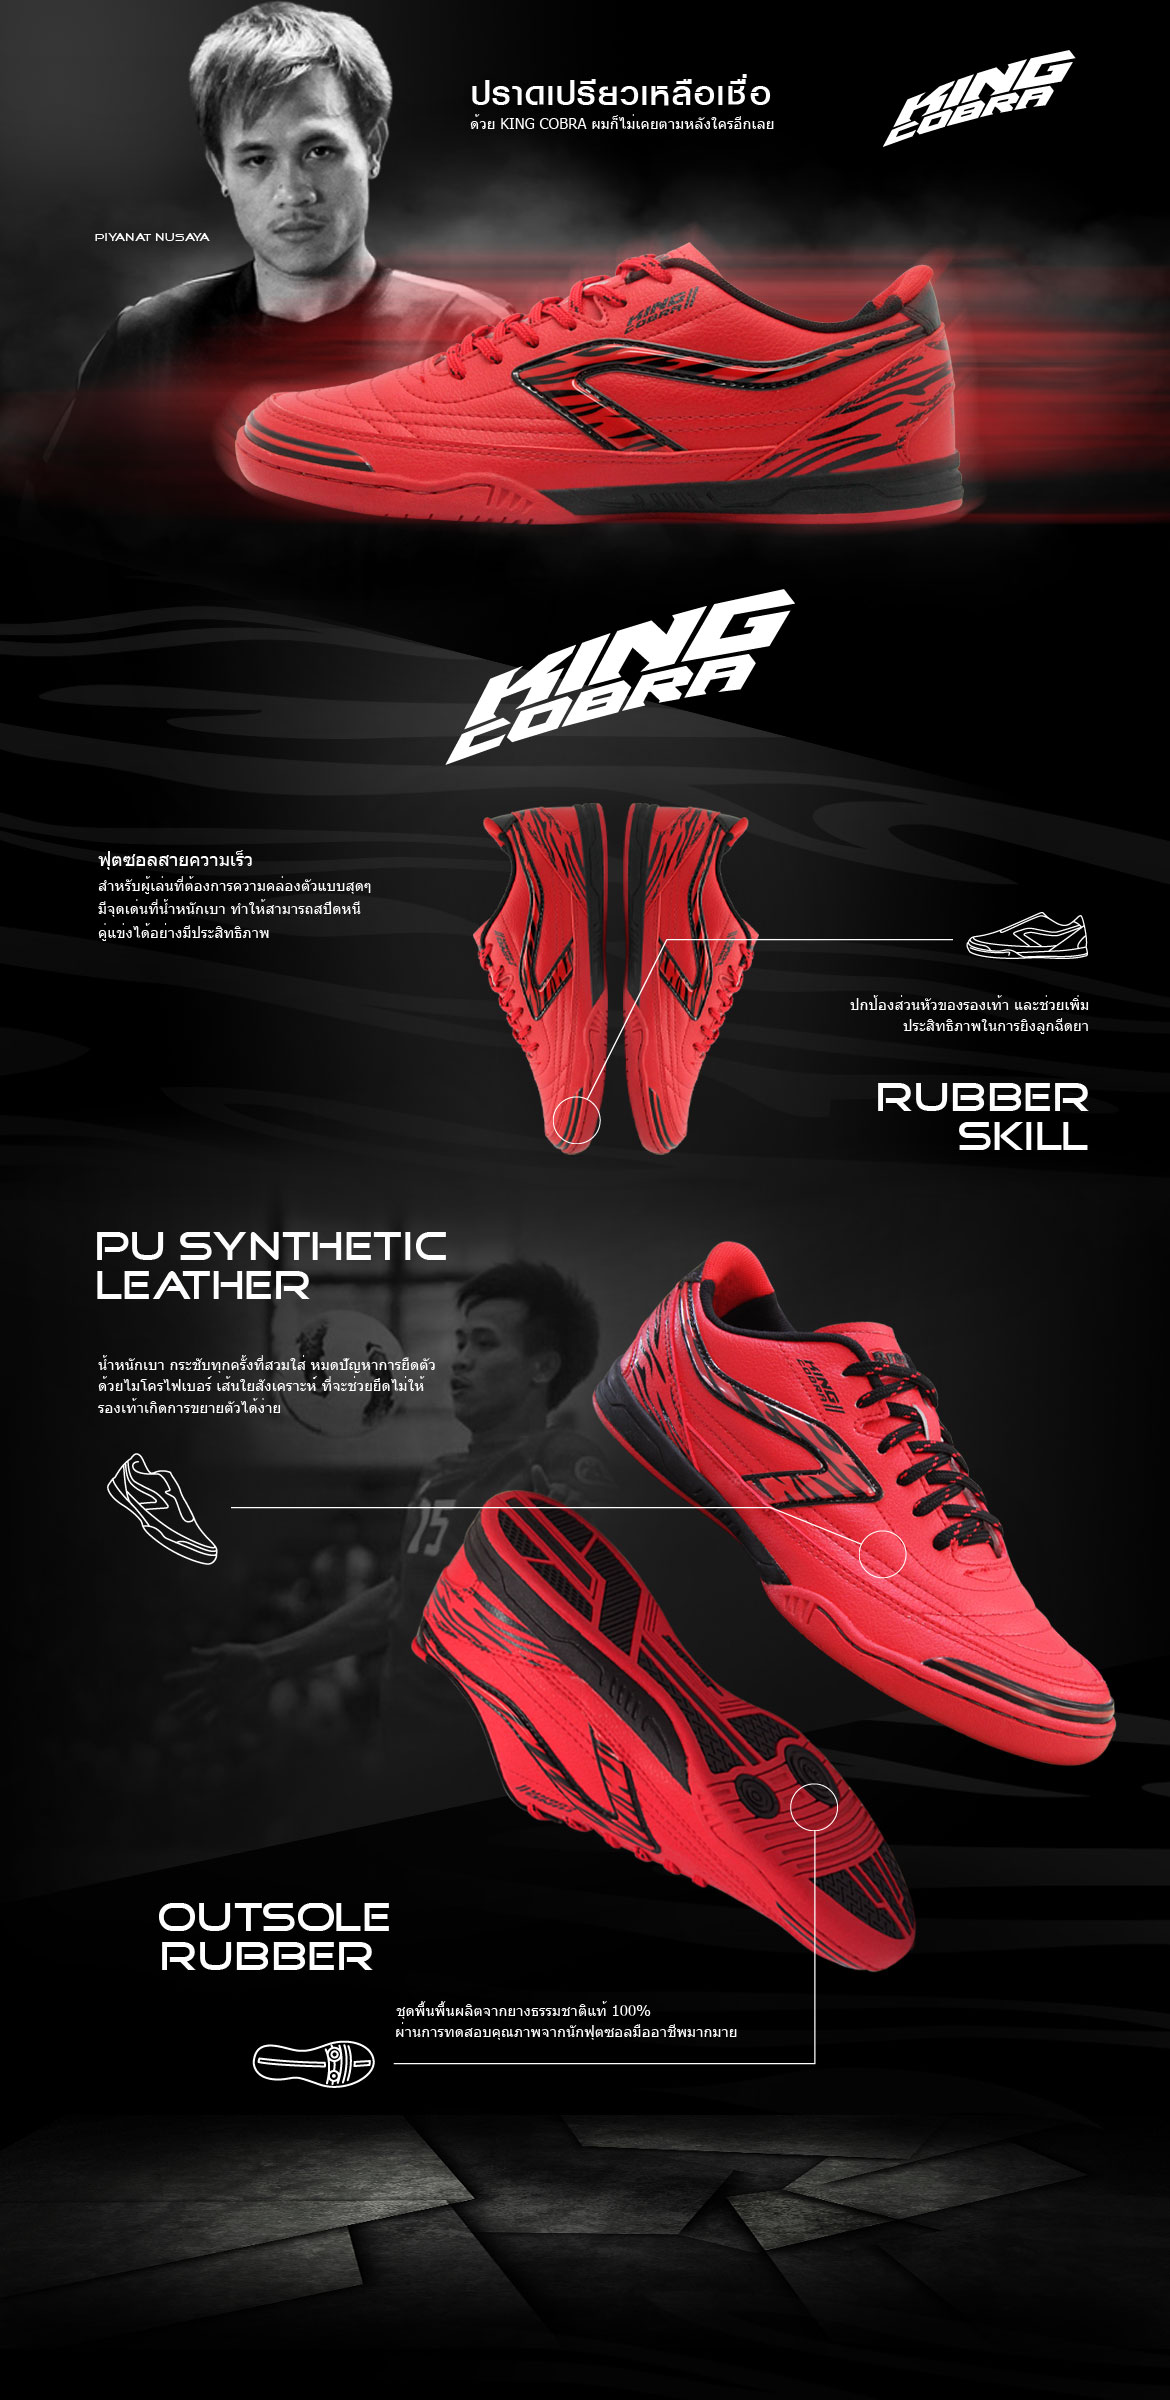 ปราดเปรียวเหลือเชื่อ
ด้วย KING COBRA ผมก็ไม่เคยตามหลังใครอีกเลย
KING
COBRA
PIYANAT NUSAYA
KING
COBRA
KING
COBRA
ฟุตซอลสายความเร็ว
สำหรับผู้เล่นที่ต้องการความคล่องตัวแบบสุดๆ
มีจุดเด่นที่น้ำหนักเบา ทำให้สามารถสปีดหนี
คู่แข่งได้อย่างมีประสิทธิภาพ
ปกป้องส่วนหัวของรองเท้า และช่วยเพิ่ม
ประสิทธิภาพในการยิงลูกฉีดยา
RUBBER
SKILL
PU SYNTHETIC
LEATHER
น้ำหนักเบา กระชับทุกครั้งที่สวมใส่ หมดปัญหาการยืดตัว
ด้วยไมโครไฟเบอร์ เส้นใยสังเคราะห์ ที่จะช่วยยึดไม่ให้
รองเท้าเกิดการขยายตัวได้ง่าย
KING
COBRA
15
OUTSOLE
RUBBER
ชุดพื้นพื้นผลิตจากยางธรรมชาติแท้ 100%
ผ่านการทดสอบคุณภาพจากนักฟุตซอลมืออาชีพมากมาย